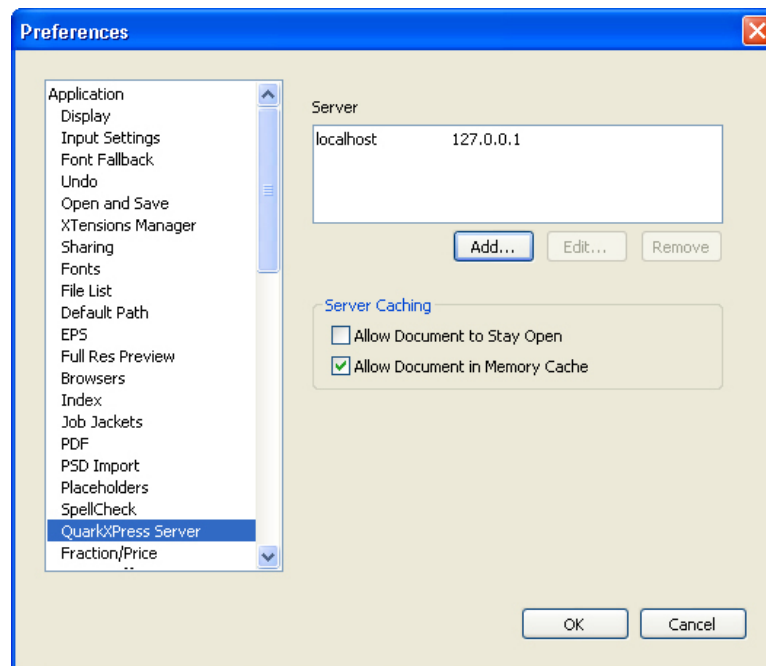 Preferences
Application
Display
Input Settings
Font Fallback
Undo
Open and Save
XTensions Manager
Sharing
Fonts
File List
Default Path
EPS
Full Res Preview
Browsers
Index
Job Jackets
PDF
PSD Import
Placeholders
SpellCheck
QuarkXPress Server
Fraction/Price
Server
localhost 127.0.0.1
Add... Edit... Remove
Server Caching
Allow Document to Stay Open
Allow Document in Memory Cache
OK Cancel